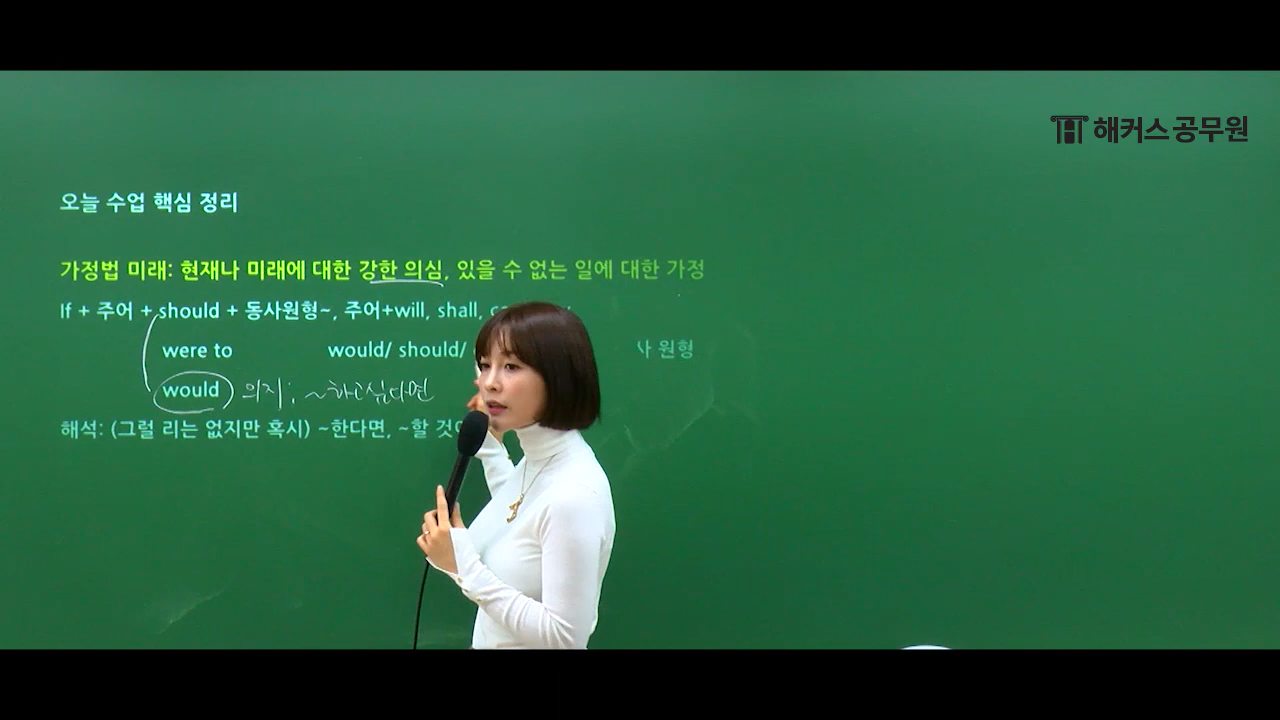 해커스공무원
오늘 수업 핵심 정리
가정법 미래: 현재나 미래에 대한 강한 의심, 있을 수 없는 일에 대한 가정
If + 주어 + should + 동사원형~, 주어+will, shall,
were to would/ should/ 원형
would 의지; ~하고싶다면
해석: (그럴 리는 없지만 혹시) ~한다면, ~할